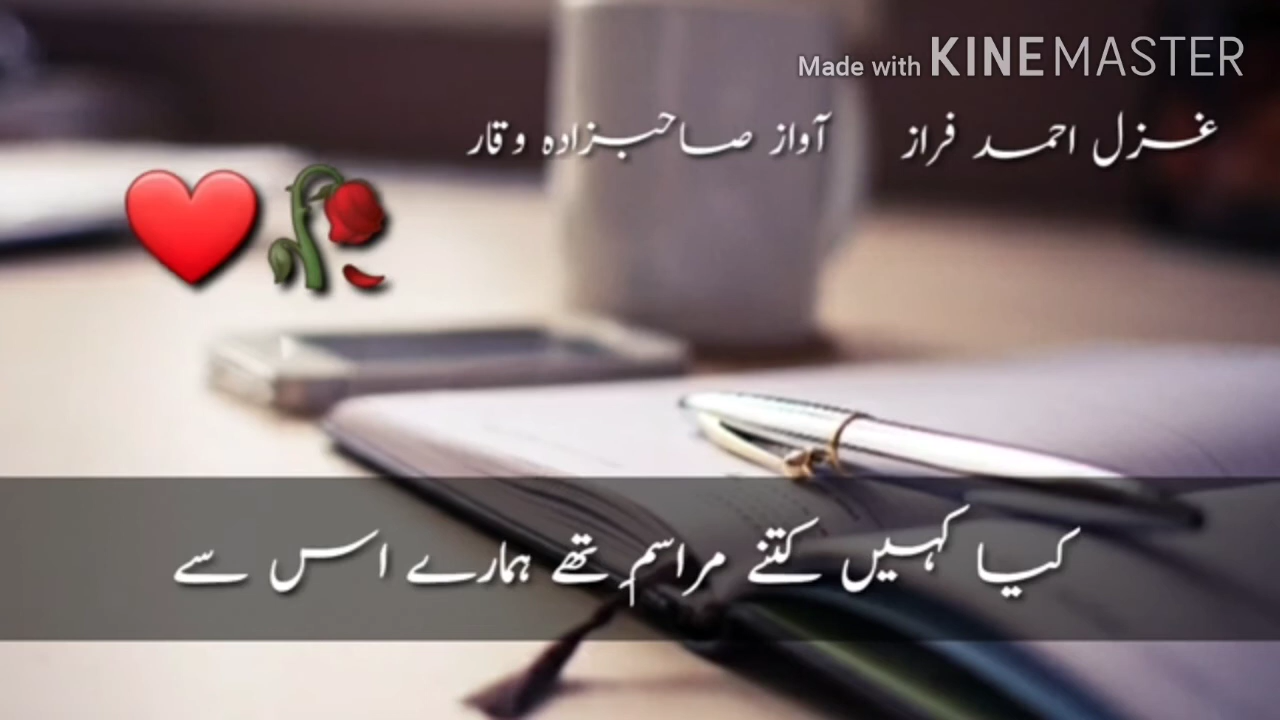 Made with KINEMASTER
غزل احمد فراز آواز صاحبزادہ وقار
کیا کہیں کتنے مراسم تھے ہمارے اس سے